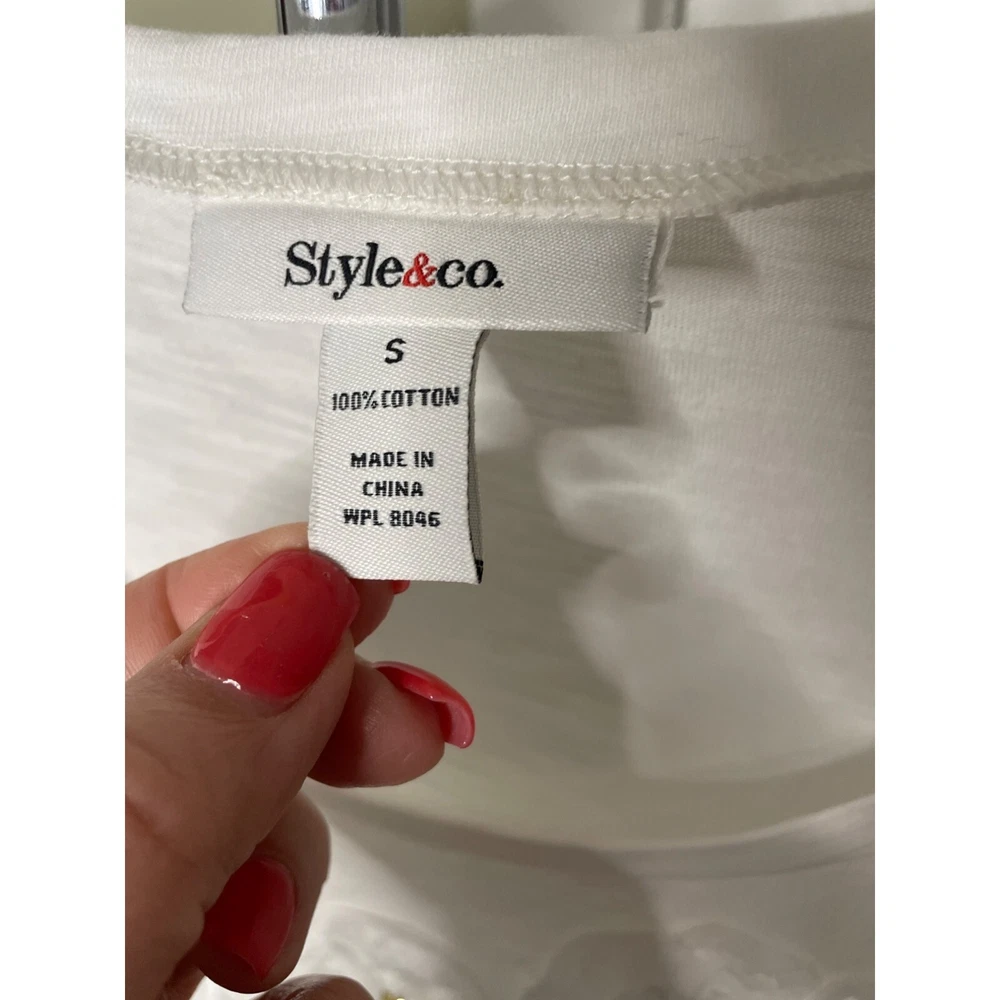 Style&co.
S
100% COTTON
MADE IN
CHINA
WPL 8046